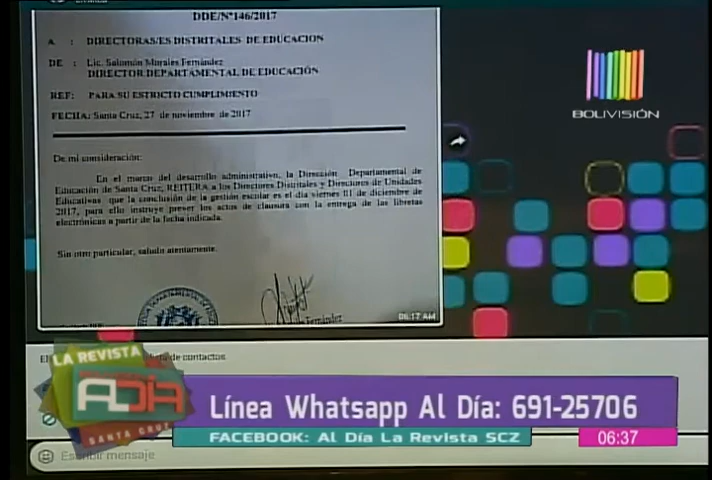 DDE/N°146/2017
A : DIRECTORAS/ES DISTRITALES DE EDUCACION
DE : Lic. Salomón Morales Fernández
DIRECTOR DEPARTAMENTAL DE EDUCACIÓN
REF: PARA SU ESTRICTO CUMPLIMIENTO
FECHA: Santa Cruz, 27 de noviembre de 2017
De mi consideración:
En el marco del desarrollo administrativo, la Dirección Departamental de
Educación de Santa Cruz, REITERA a los Directores Distritales y Directores de Unidades
Educativas que la conclusión de la gestión escolar es el día viernes 01 de diciembre de
2017, para ello instruye prever los actos de clausura con la entrega de las libretas
electrónicas a partir de la fecha indicada.
Sin otro particular, saludo atentamente.
Fernández
06:17 AM
BOLIVISIÓN
El
lista de contactos
LA REVISTA
AL DÍA
SANTA CRUZ
Línea Whatsapp Al Día: 691-25706
FACEBOOK: Al Día La Revista SCZ
06:37
Escribir mensaje